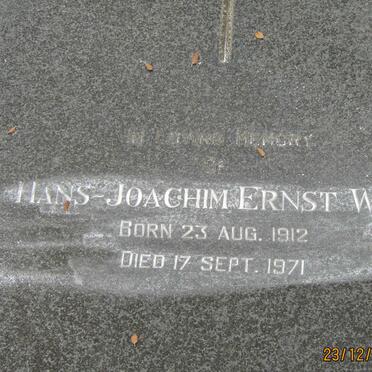 IN LOVING MEMORY
OF
HANS-JOACHIM ERNST W
BORN 23 AUG. 1912
DIED 17 SEPT. 1971
23/12/